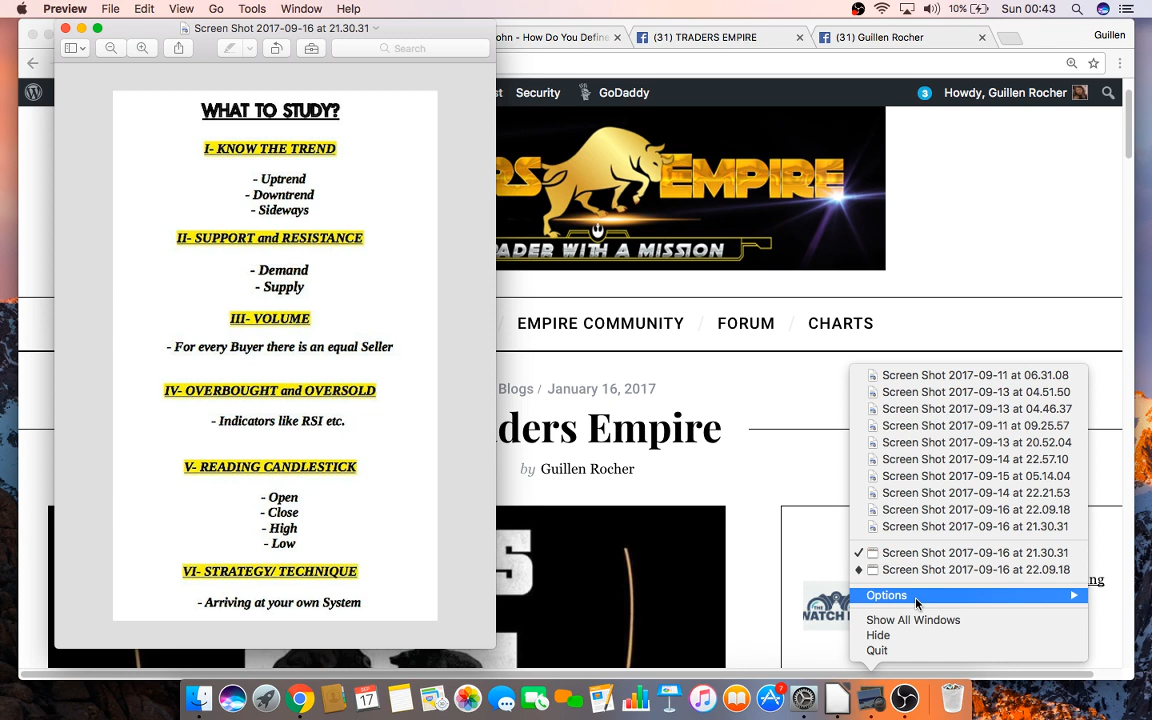 Preview File Edit View Go Tools Window Help
10% Sun 00:43
Screen Shot 2017-09-16 at 21.30.31
Search
WHAT TO STUDY?
I- KNOW THE TREND
- Uptrend
- Downtrend
- Sideways
II- SUPPORT and RESISTANCE
- Demand
- Supply
III- VOLUME
- For every Buyer there is an equal Seller
IV- OVERBOUGHT and OVERSOLD
- Indicators like RSI etc.
V- READING CANDLESTICK
- Open
- Close
- High
- Low
VI- STRATEGY/ TECHNIQUE
- Arriving at your own System
ohn - How Do You Define
(31) TRADERS EMPIRE
(31) Guillen Rocher
Guillen
st Security GoDaddy
3 Howdy, Guillen Rocher
RS EMPIRE
ADER WITH A MISSION
EMPIRE COMMUNITY / FORUM / CHARTS
Blogs / January 16, 2017
ders Empire
by Guillen Rocher
Screen Shot 2017-09-11 at 06.31.08
Screen Shot 2017-09-13 at 04.51.50
Screen Shot 2017-09-13 at 04.46.37
Screen Shot 2017-09-11 at 09.25.57
Screen Shot 2017-09-13 at 20.52.04
Screen Shot 2017-09-14 at 22.57.10
Screen Shot 2017-09-15 at 05.14.04
Screen Shot 2017-09-14 at 22.21.53
Screen Shot 2017-09-16 at 22.09.18
Screen Shot 2017-09-16 at 21.30.31
Screen Shot 2017-09-16 at 21.30.31
Screen Shot 2017-09-16 at 22.09.18
Options
Show All Windows
Hide
Quit
ng
THE
WATCH
17
7